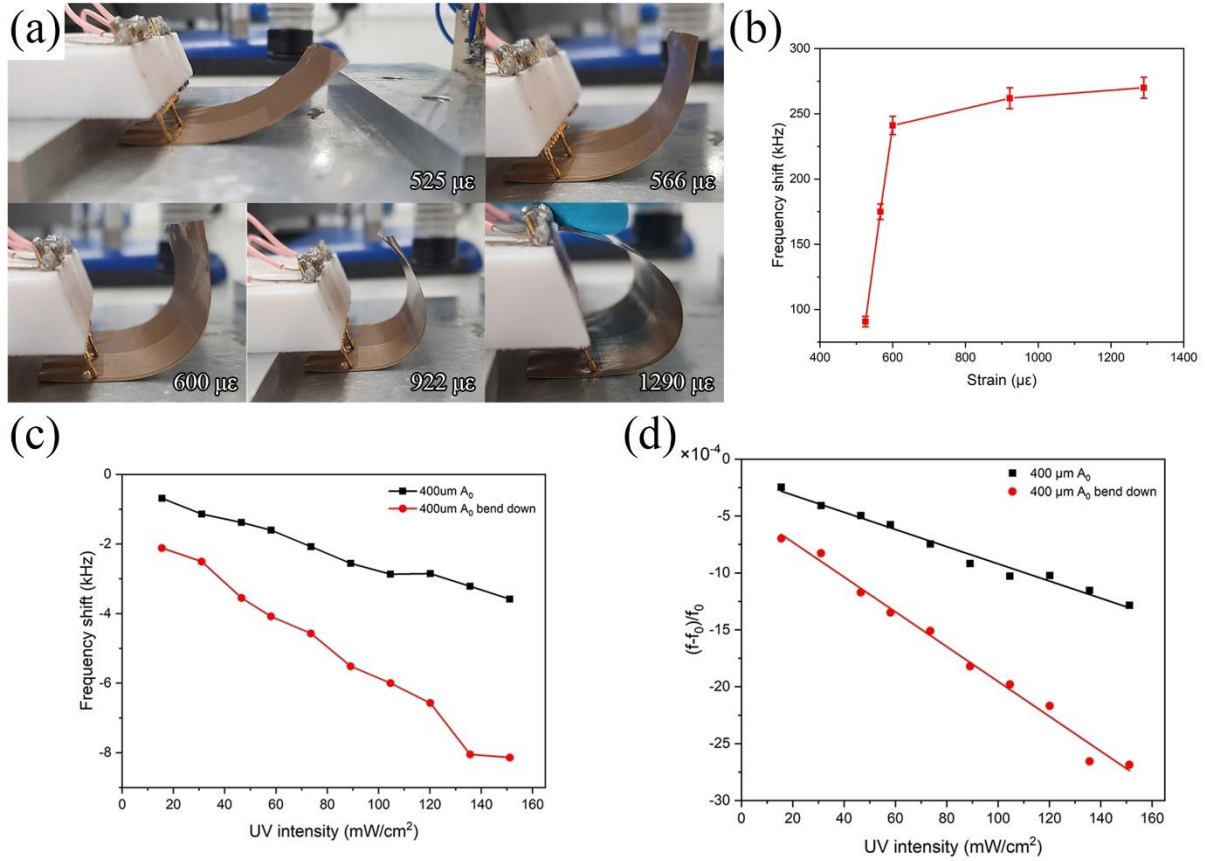 (a)
525 με
566 με
600 με
922 με
1290 με
(b)
300
250
200
150
100
Frequency shift (kHz)
400 600 800 1000 1200 1400
Strain (με)
(c)
0
-2
-4
-6
-8
Frequency shift (kHz)
400um A₀
400um A₀ bend down
0 20 40 60 80 100 120 140 160
UV intensity (mW/cm²)
(d)
×10⁻⁴
0
-5
-10
-15
-20
-25
-30
(f-f₀)/f₀
400 μm A₀
400 μm A₀ bend down
0 20 40 60 80 100 120 140 160
UV intensity (mW/cm²)